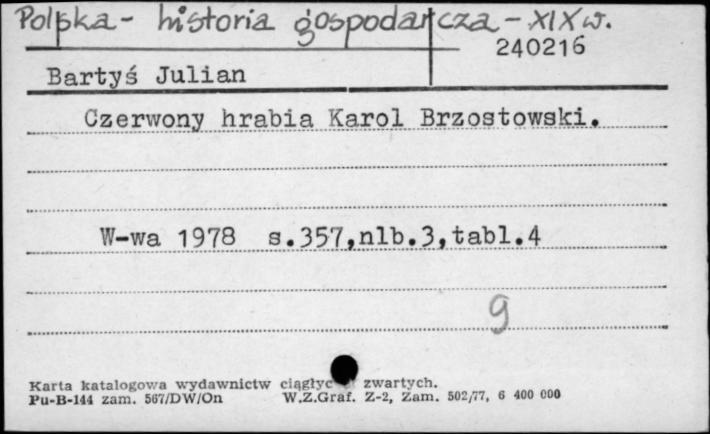 Polska - historia gospodarcza - XIX w.
240216
Bartyś Julian
Czerwony hrabia Karol Brzostowski.
W-wa 1978 s.357,nlb.3,tabl.4
9
Karta katalogowa wydawnictw ciągłyc zwartych.
Pu-B-144 zam. 567/DW/On W.Z.Graf. Z-2, Zam. 502/77, 6 400 000